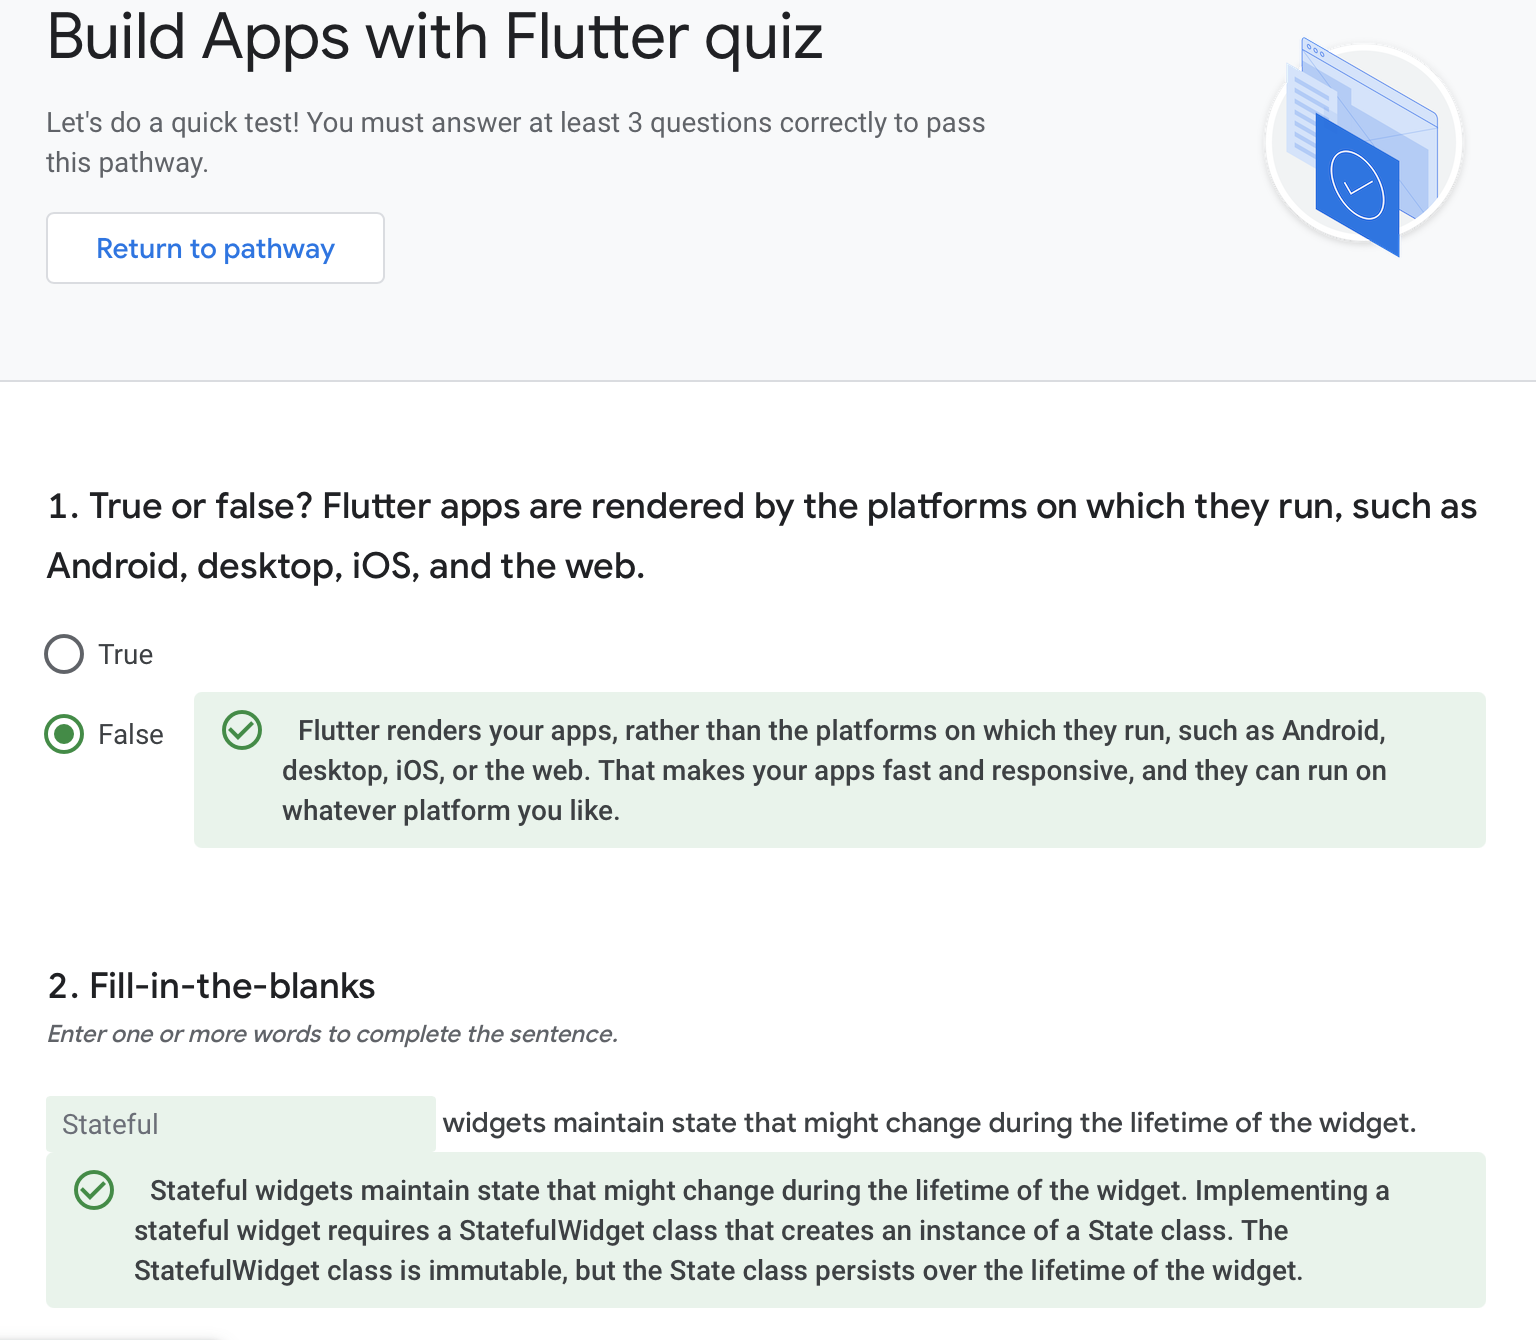 Build Apps with Flutter quiz
Let's do a quick test! You must answer at least 3 questions correctly to pass
this pathway.
Return to pathway
1. True or false? Flutter apps are rendered by the platforms on which they run, such as
Android, desktop, iOS, and the web.
True
False
Flutter renders your apps, rather than the platforms on which they run, such as Android,
desktop, iOS, or the web. That makes your apps fast and responsive, and they can run on
whatever platform you like.
2. Fill-in-the-blanks
Enter one or more words to complete the sentence.
Stateful widgets maintain state that might change during the lifetime of the widget.
Stateful widgets maintain state that might change during the lifetime of the widget. Implementing a
stateful widget requires a StatefulWidget class that creates an instance of a State class. The
StatefulWidget class is immutable, but the State class persists over the lifetime of the widget.